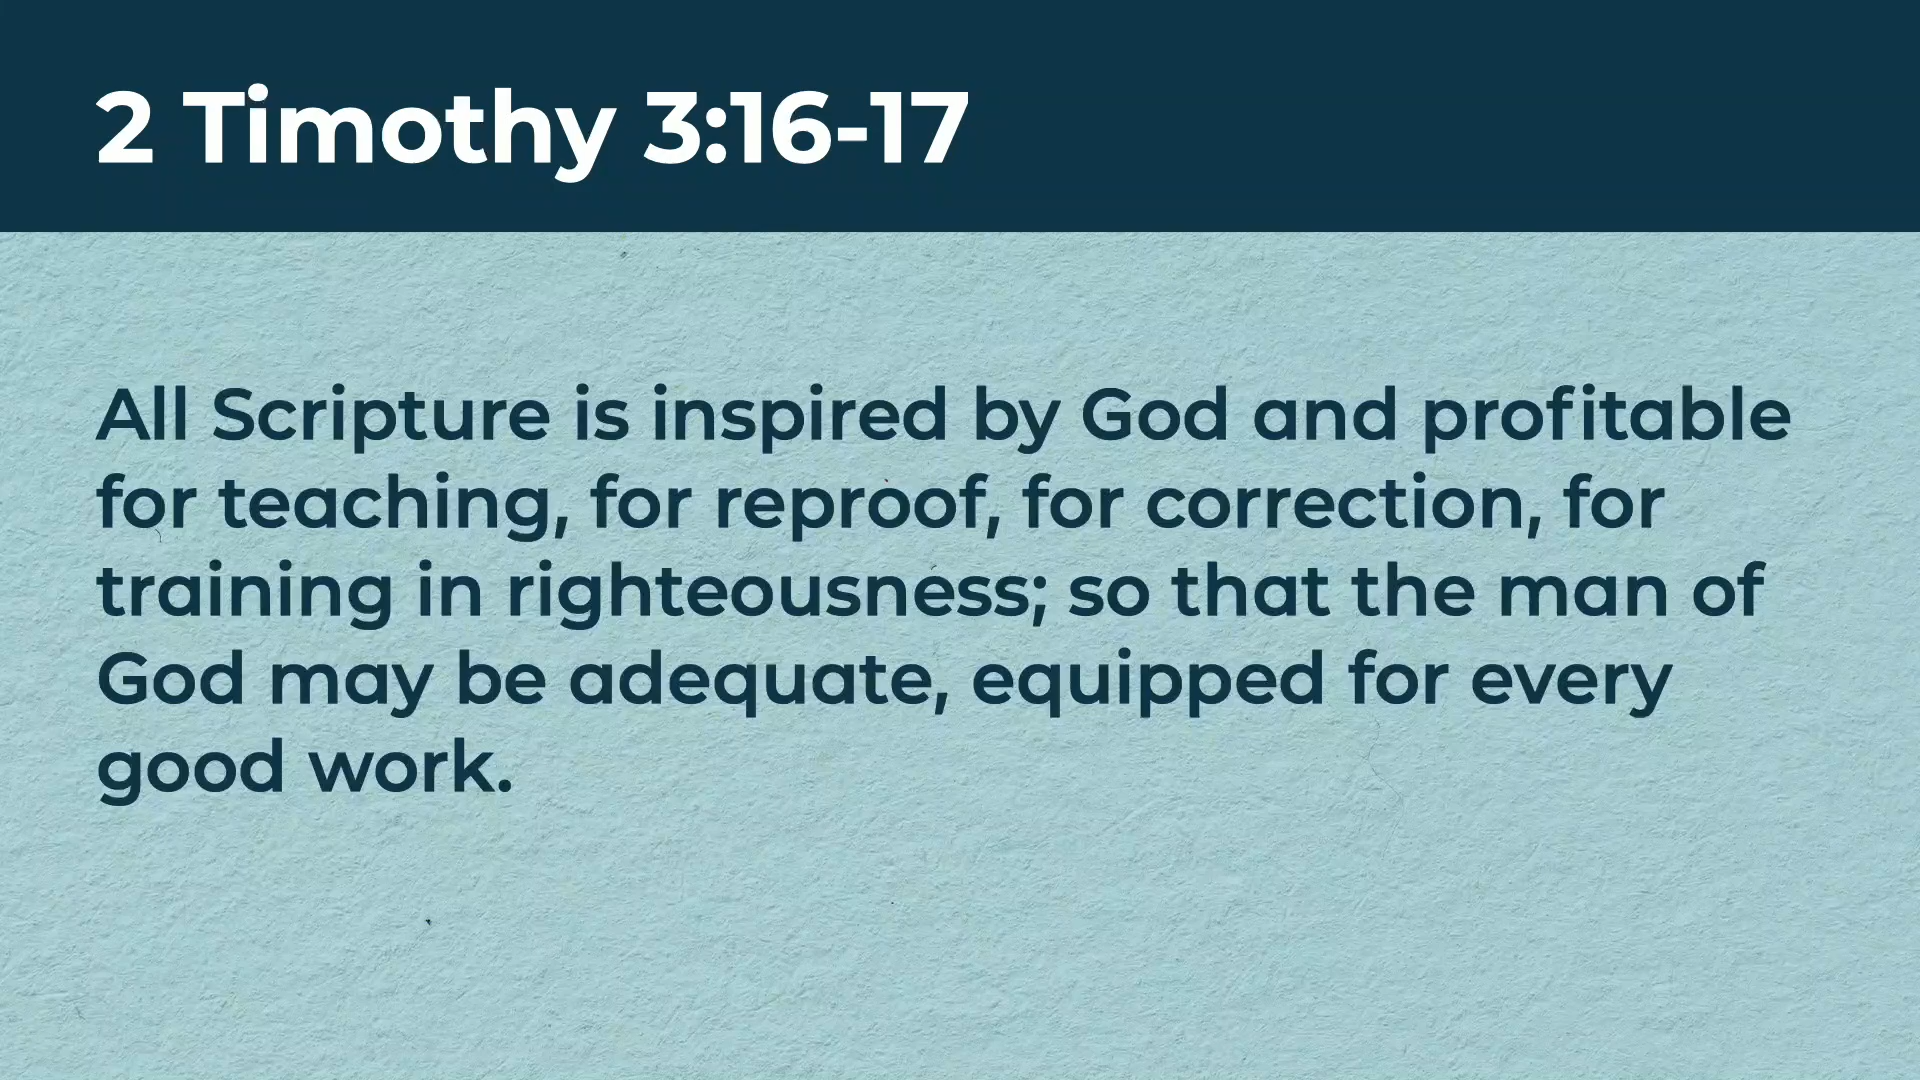 2 Timothy 3:16-17
All Scripture is inspired by God and profitable
for teaching, for reproof, for correction, for
training in righteousness; so that the man of
God may be adequate, equipped for every
good work.